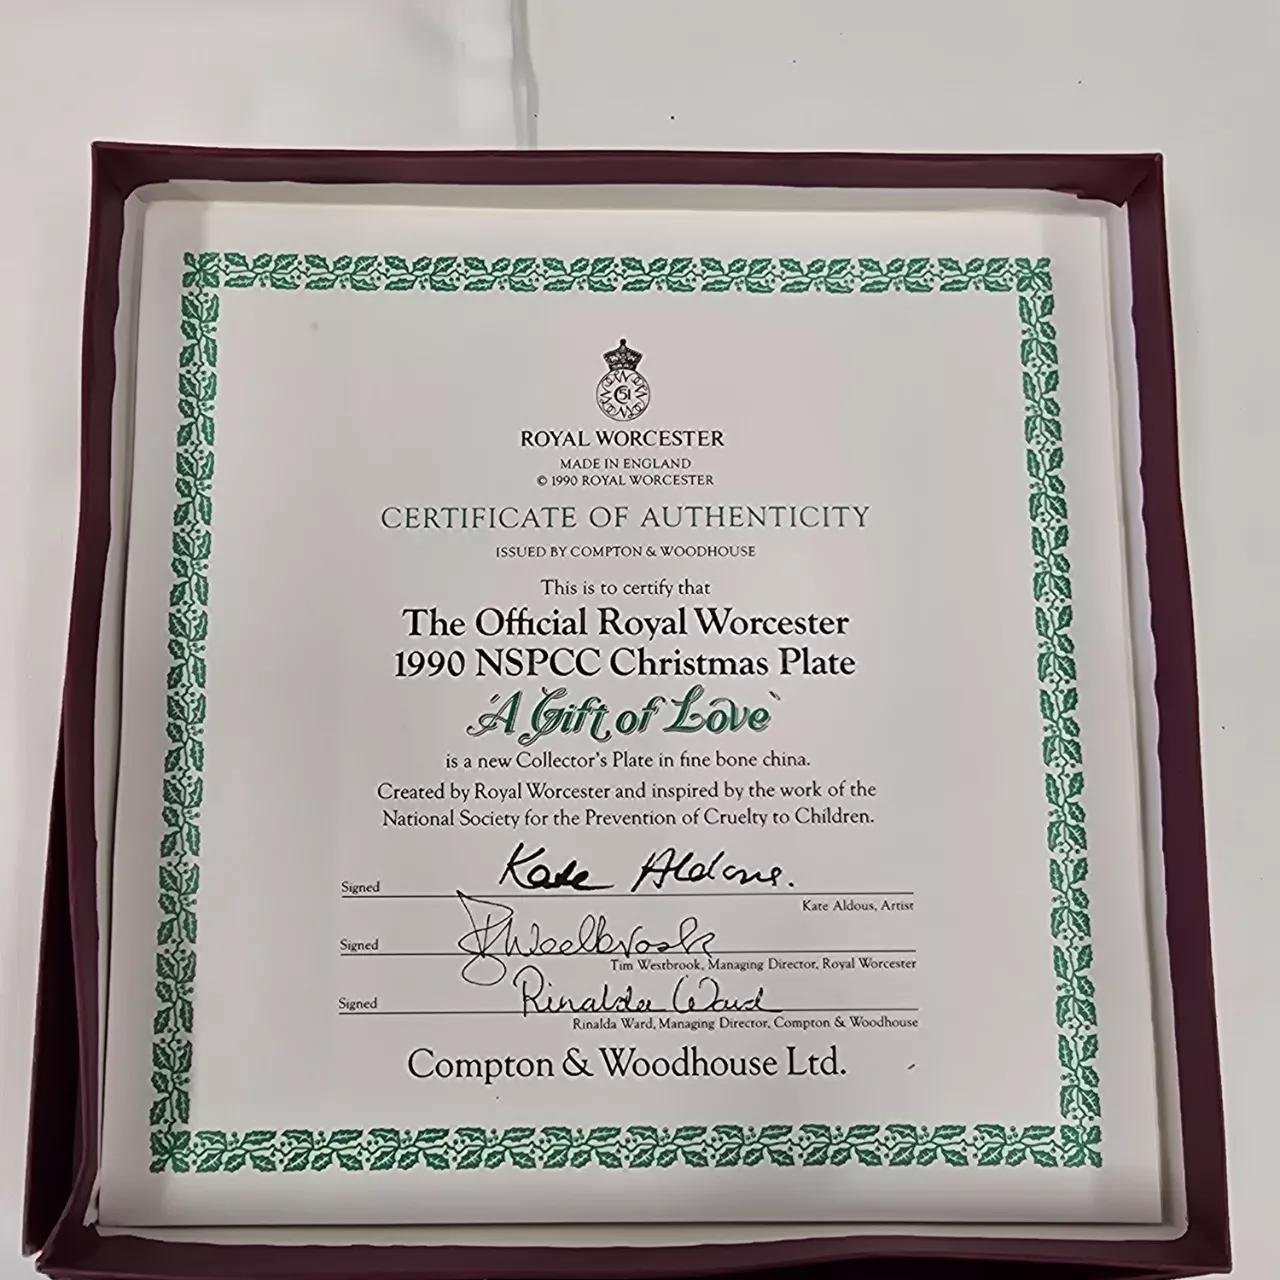 51
ROYAL WORCESTER
MADE IN ENGLAND
© 1990 ROYAL WORCESTER
CERTIFICATE OF AUTHENTICITY
ISSUED BY COMPTON & WOODHOUSE
This is to certify that
The Official Royal Worcester
1990 NSPCC Christmas Plate
'A Gift of Love'
is a new Collector's Plate in fine bone china.
Created by Royal Worcester and inspired by the work of the
National Society for the Prevention of Cruelty to Children.
Signed Kate Aldous.
Kate Aldous, Artist
Signed T Westbrook
Tim Westbrook, Managing Director, Royal Worcester
Signed Rinalda Ward
Rinalda Ward, Managing Director, Compton & Woodhouse
Compton & Woodhouse Ltd.